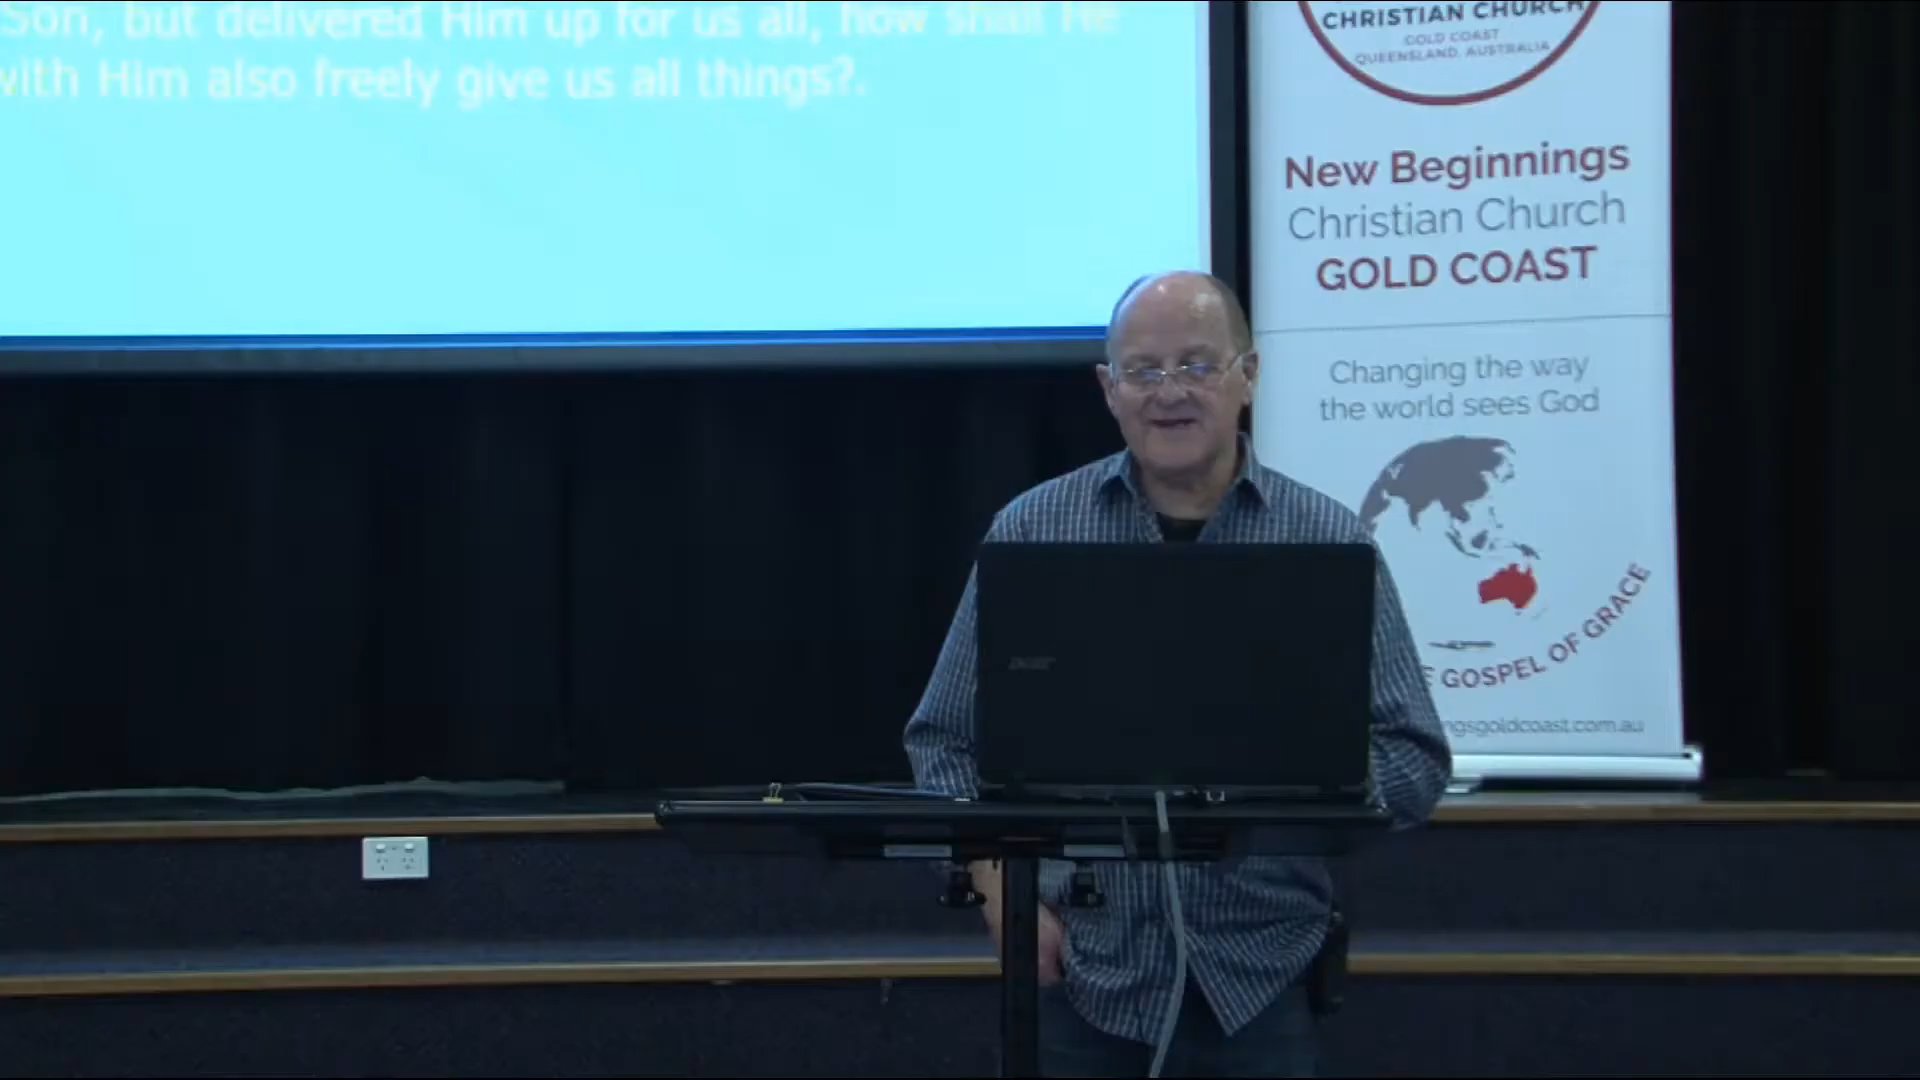 Son, but delivered Him up for us all, how shall He
with Him also freely give us all things?.
CHRISTIAN CHURCH
GOLD COAST
QUEENSLAND, AUSTRALIA
New Beginnings
Christian Church
GOLD COAST
Changing the way
the world sees God
GOSPEL OF GRACE
ngsgoldcoast.com.au
acer